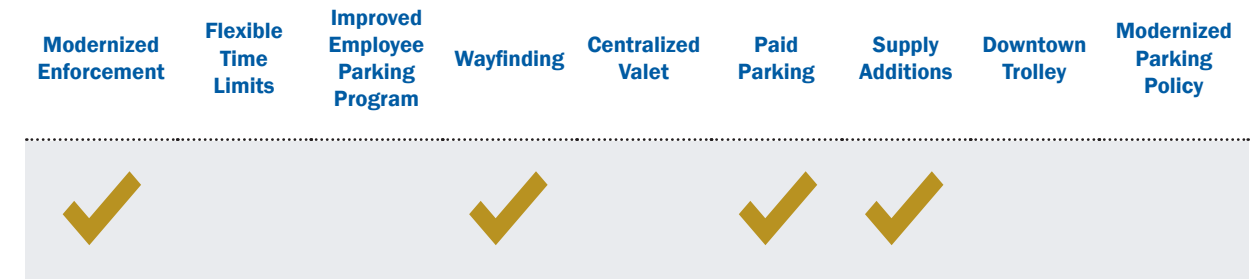 Modernized
Enforcement
Flexible
Time
Limits
Improved
Employee
Parking
Program
Wayfinding
Centralized
Valet
Paid
Parking
Supply
Additions
Downtown
Trolley
Modernized
Parking
Policy